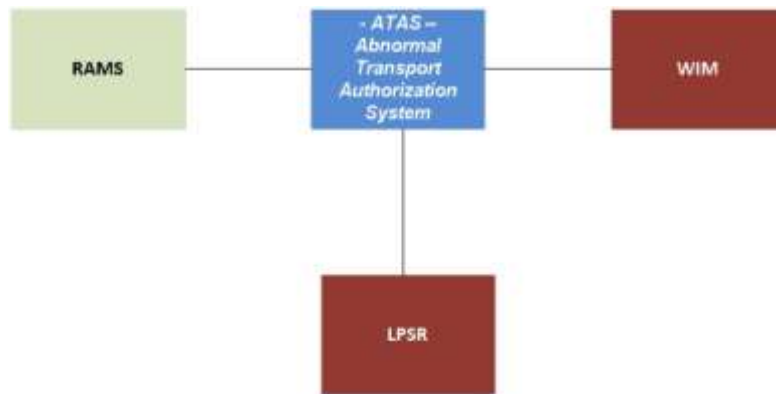 RAMS
- ATAS –
Abnormal
Transport
Authorization
System
WIM
LPSR